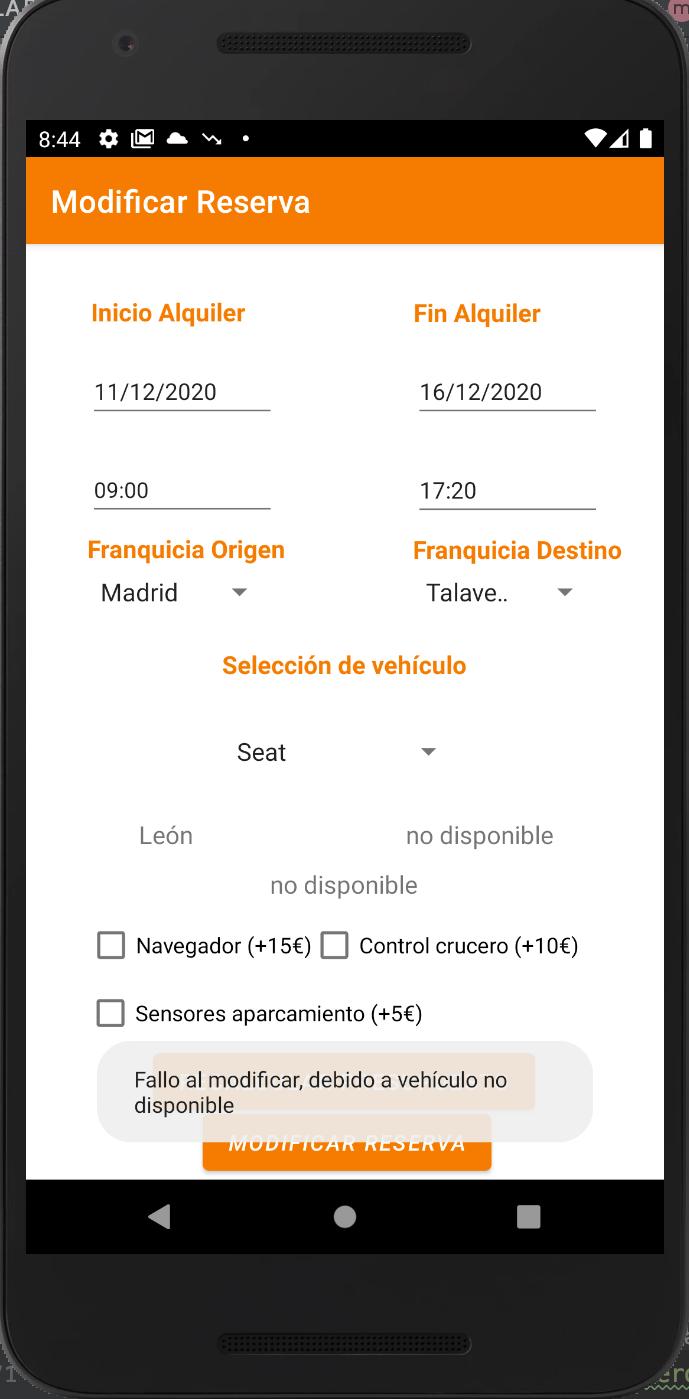 8:44
Modificar Reserva
Inicio Alquiler
Fin Alquiler
11/12/2020
16/12/2020
09:00
17:20
Franquicia Origen
Franquicia Destino
Madrid
Talave..
Selección de vehículo
Seat
León
no disponible
no disponible
Navegador (+15€)
Control crucero (+10€)
Sensores aparcamiento (+5€)
Fallo al modificar, debido a vehículo no
disponible
MODIFICAR RESERVA